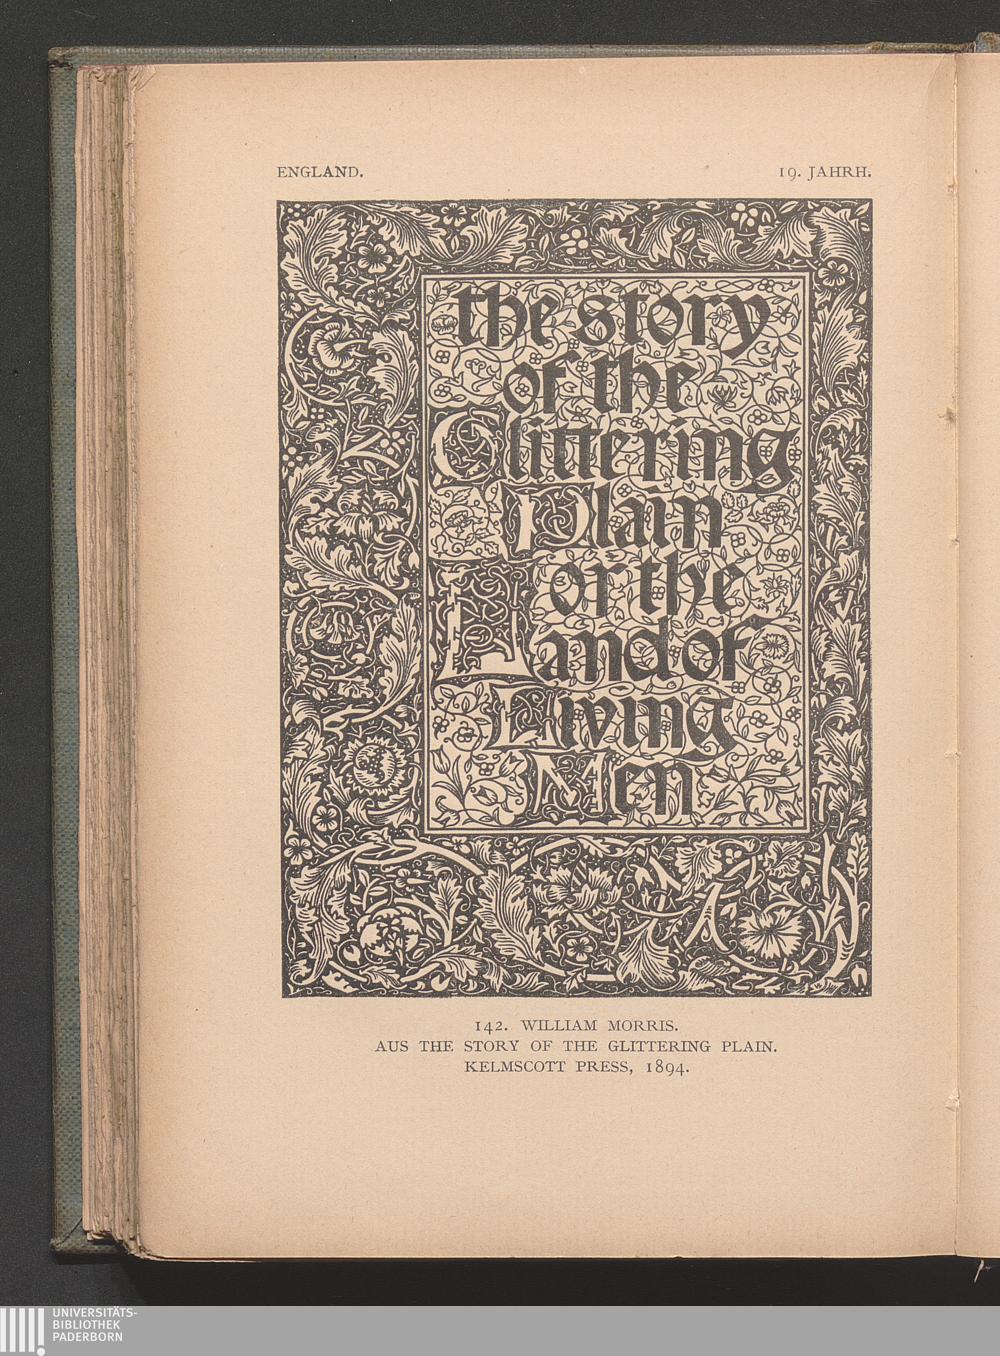 ENGLAND. 19. JAHRH.
the story
of the
Glittering
Plain
or the
Land of
Living
Men
142. WILLIAM MORRIS.
AUS THE STORY OF THE GLITTERING PLAIN.
KELMSCOTT PRESS, 1894.
UNIVERSITÄTS-
BIBLIOTHEK
PADERBORN